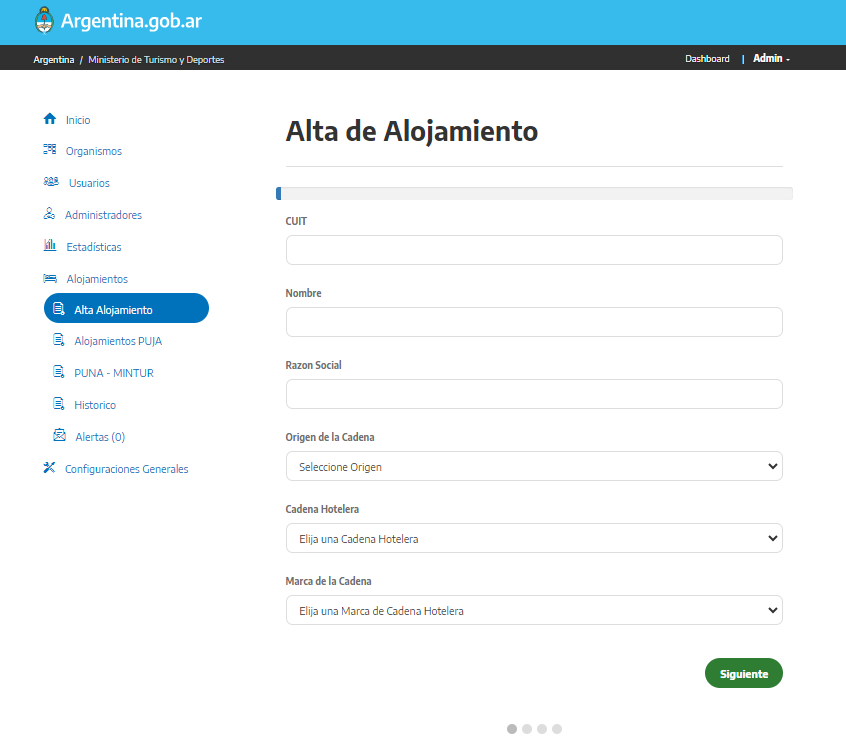 Argentina.gob.ar
Argentina / Ministerio de Turismo y Deportes
Dashboard | Admin
Inicio
Organismos
Usuarios
Administradores
Estadísticas
Alojamientos
Alta Alojamiento
Alojamientos PUJA
PUNA - MINTUR
Historico
Alertas (0)
Configuraciones Generales
Alta de Alojamiento
CUIT
Nombre
Razon Social
Origen de la Cadena
Seleccione Origen
Cadena Hotelera
Elija una Cadena Hotelera
Marca de la Cadena
Elija una Marca de Cadena Hotelera
Siguiente